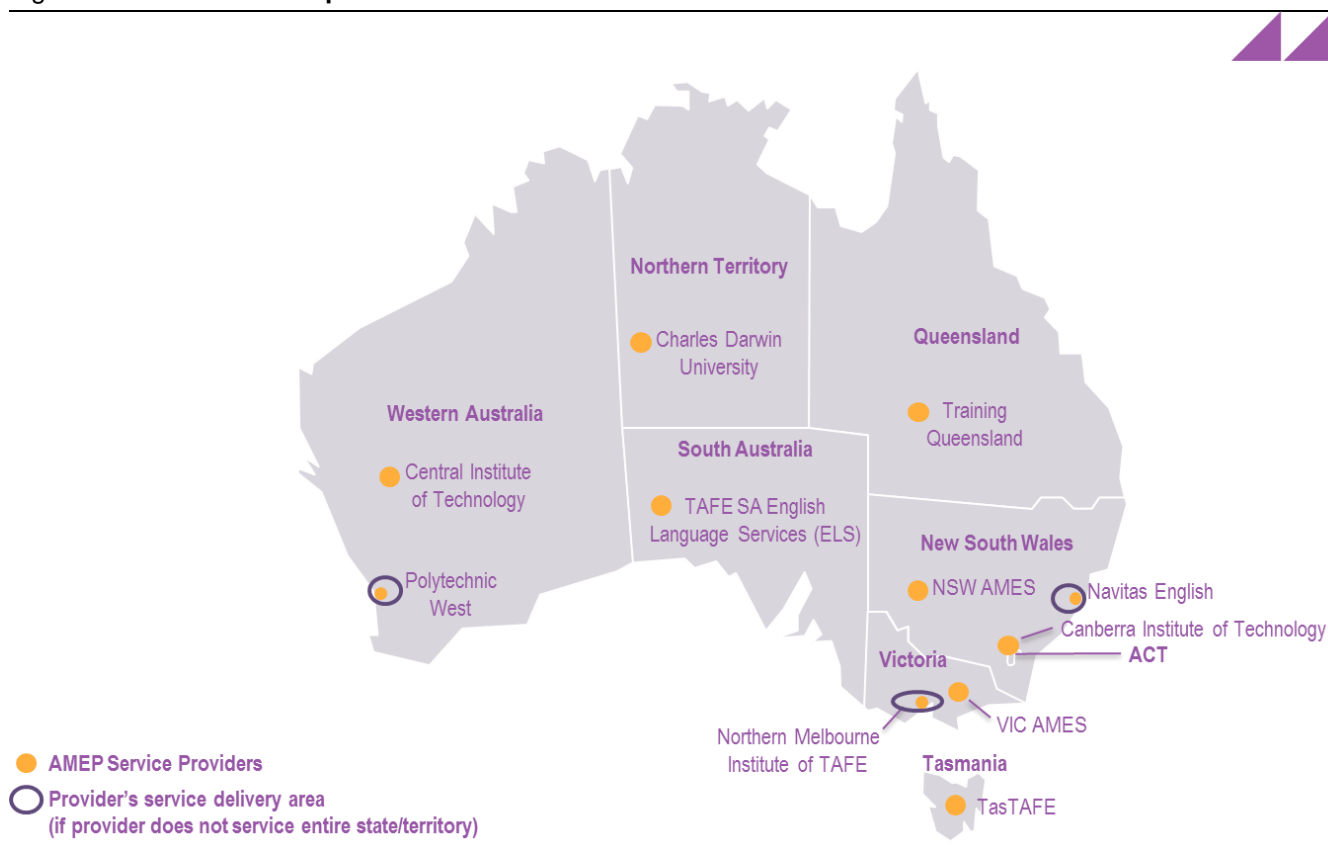 Northern Territory
Charles Darwin
University
Queensland
Training
Queensland
Western Australia
Central Institute
of Technology
South Australia
TAFE SA English
Language Services (ELS)
New South Wales
NSW AMES
Navitas English
Polytechnic
West
Canberra Institute of Technology
ACT
Victoria
VIC AMES
Northern Melbourne
Institute of TAFE
Tasmania
TasTAFE
AMEP Service Providers
Provider's service delivery area
(if provider does not service entire state/territory)